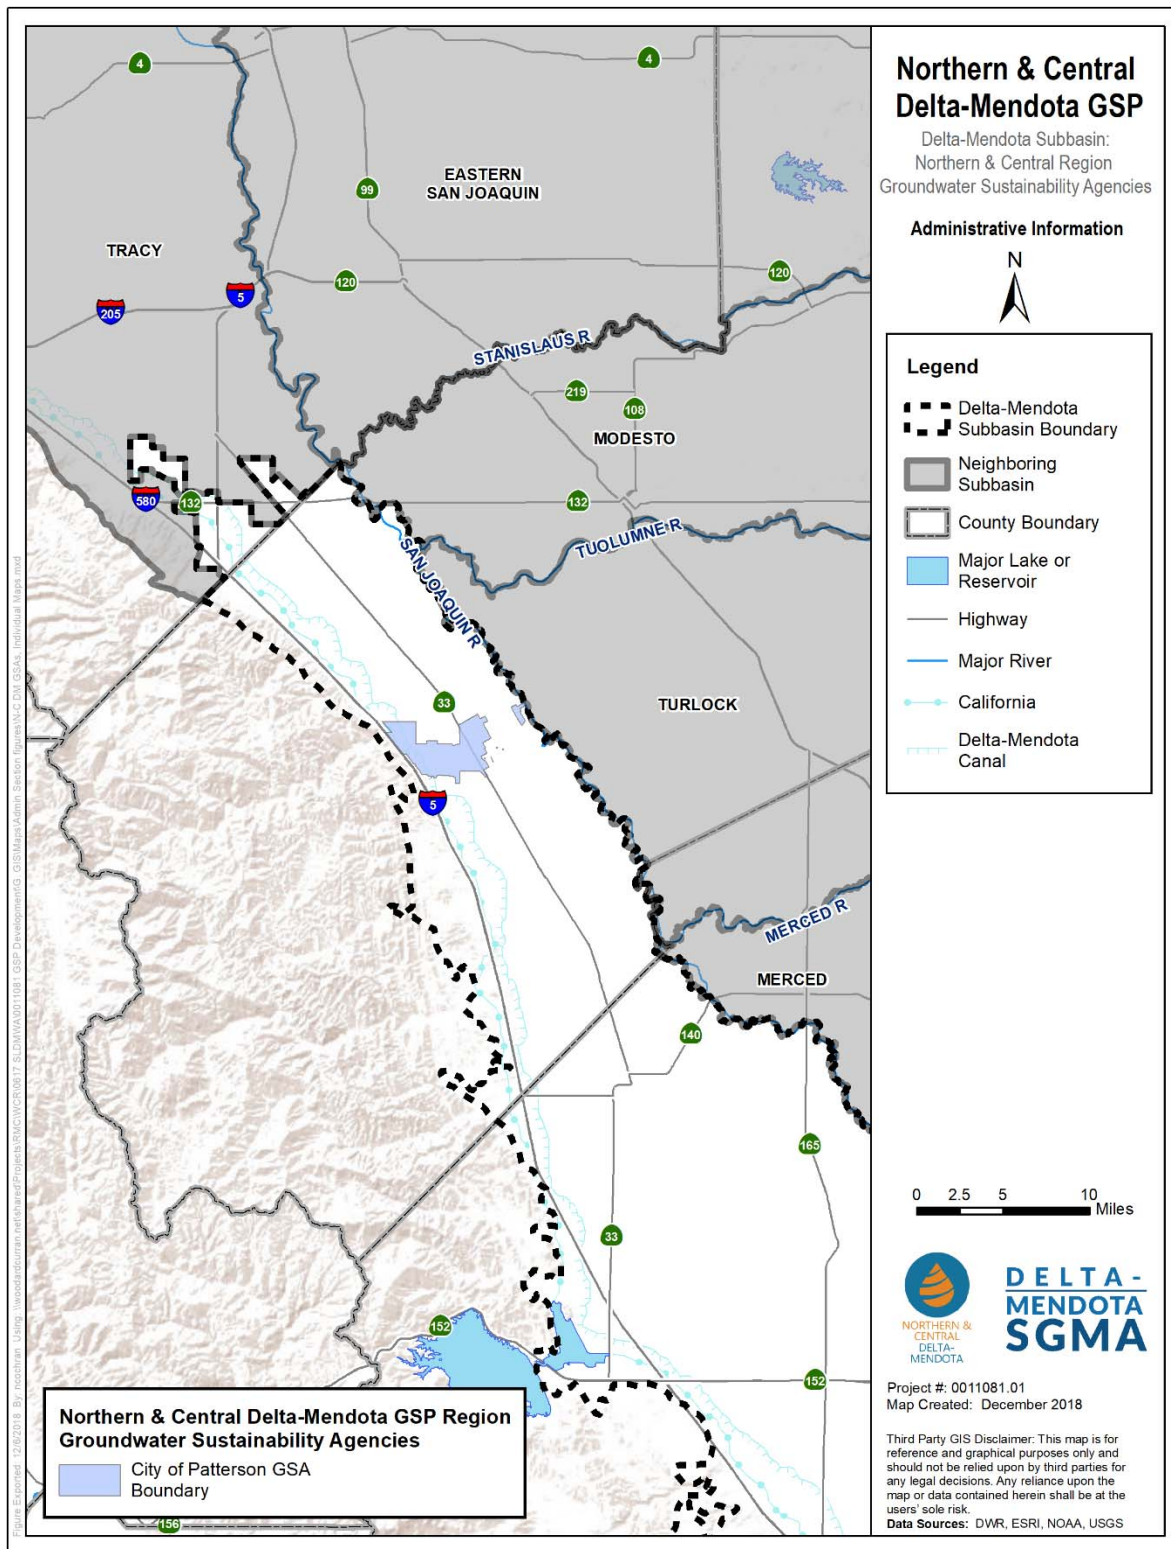 Northern & Central
Delta-Mendota GSP
Delta-Mendota Subbasin:
Northern & Central Region
Groundwater Sustainability Agencies
Administrative Information
N
Legend
Delta-Mendota
Subbasin Boundary
Neighboring
Subbasin
County Boundary
Major Lake or
Reservoir
Highway
Major River
California
Delta-Mendota
Canal
0 2.5 5 10
Miles
NORTHERN &
CENTRAL
DELTA-
MENDOTA
DELTA-
MENDOTA
SGMA
Project #: 0011081.01
Map Created: December 2018
Third Party GIS Disclaimer: This map is for
reference and graphical purposes only and
should not be relied upon by third parties for
any legal decisions. Any reliance upon the
map or data contained herein shall be at the
users' sole risk.
Data Sources: DWR, ESRI, NOAA, USGS
4
4
EASTERN
SAN JOAQUIN
99
TRACY
120
120
5
205
STANISLAUS R
219
108
MODESTO
580
132
132
TUOLUMNE R
SAN JOAQUIN R
33
TURLOCK
5
MERCED R
MERCED
140
165
33
152
152
156
Northern & Central Delta-Mendota GSP Region
Groundwater Sustainability Agencies
City of Patterson GSA
Boundary